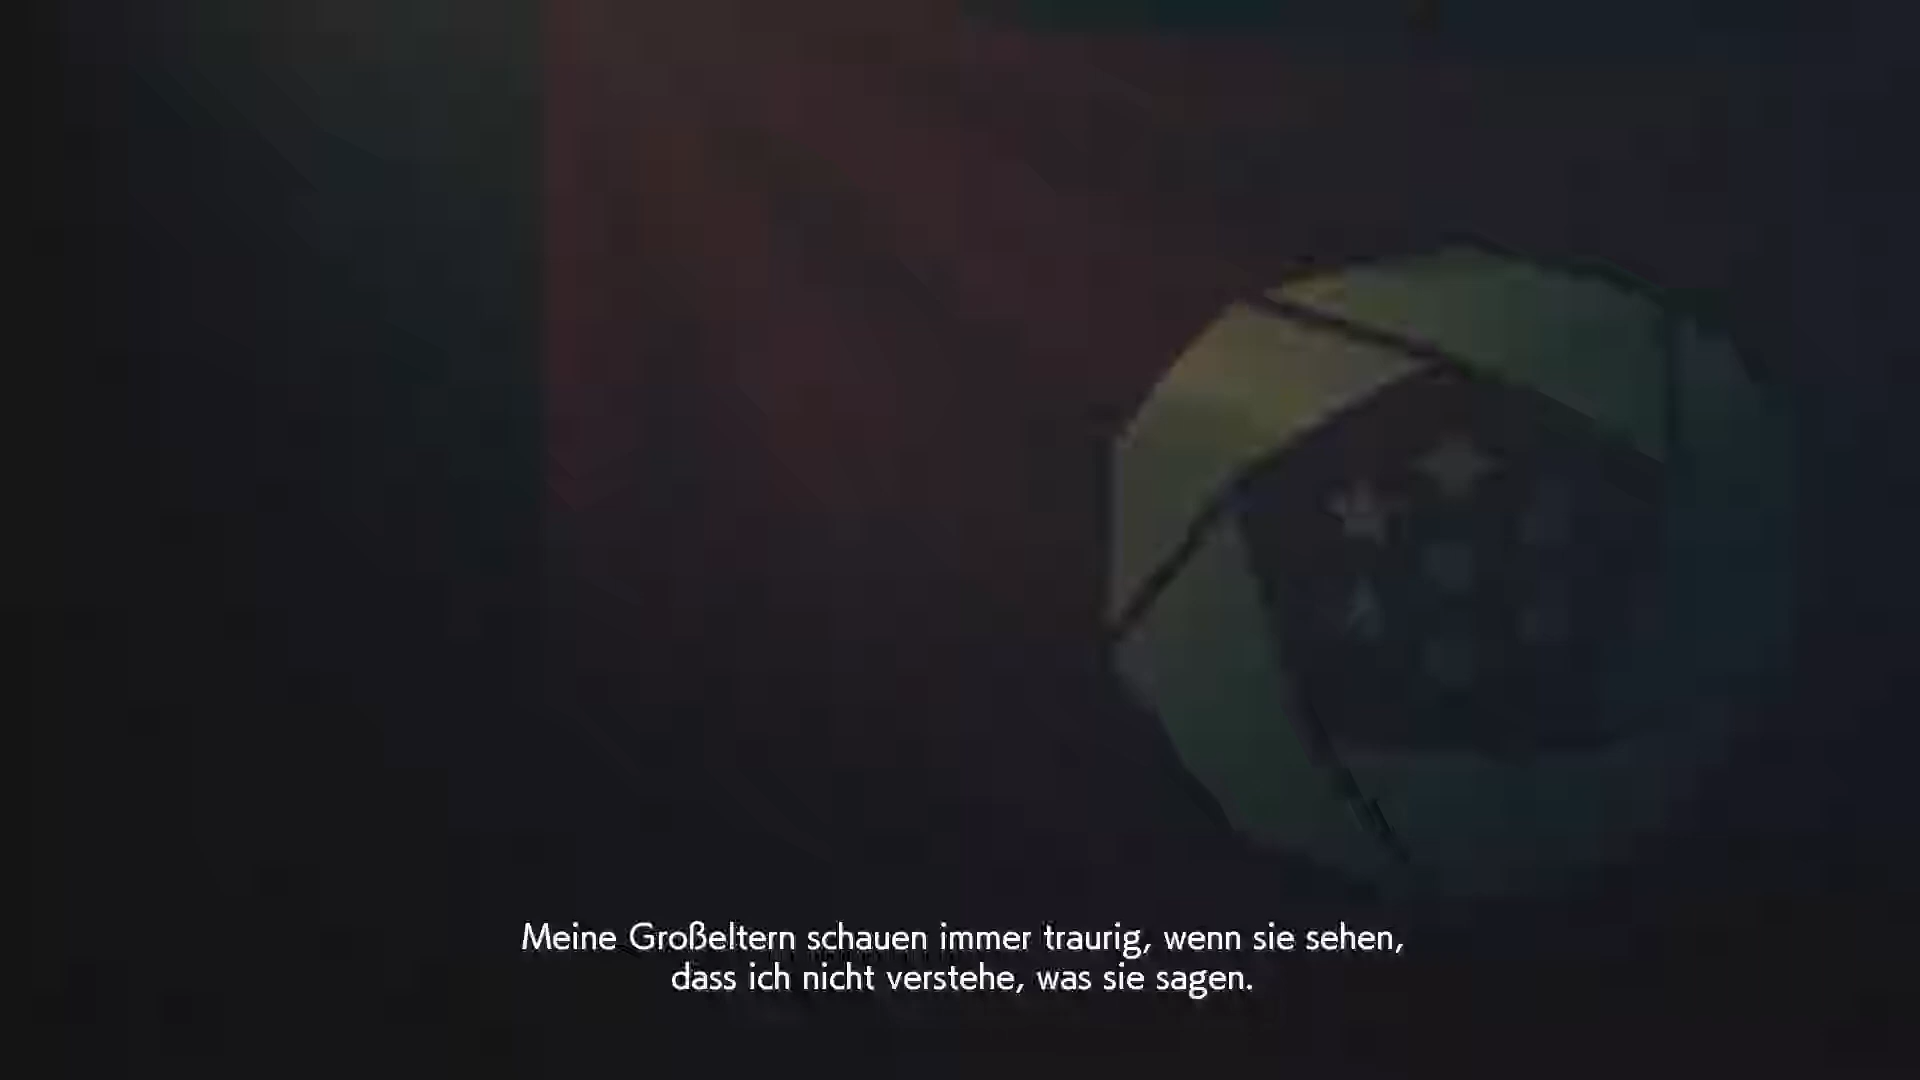 Meine Großeltern schauen immer traurig, wenn sie sehen,
dass ich nicht verstehe, was sie sagen.